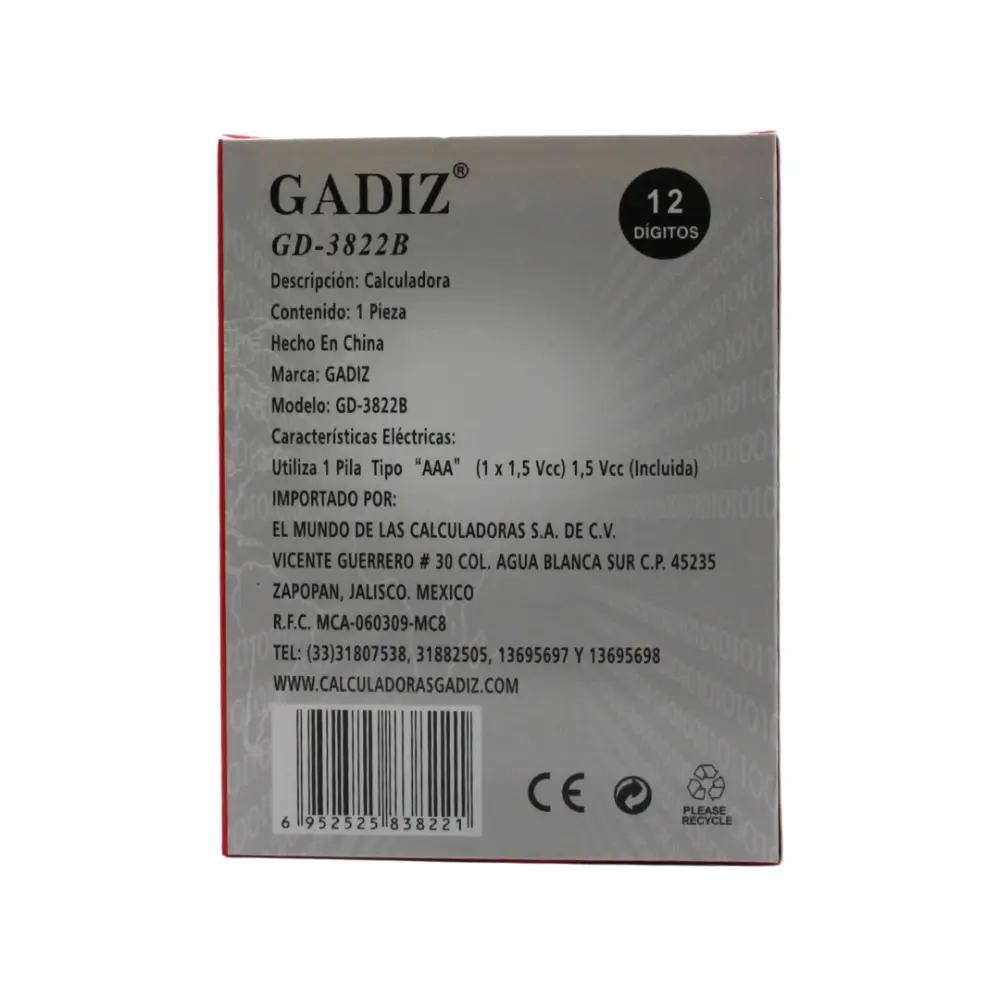 GADIZ®
12
DÍGITOS
GD-3822B
Descripción: Calculadora
Contenido: 1 Pieza
Hecho En China
Marca: GADIZ
Modelo: GD-3822B
Características Eléctricas:
Utiliza 1 Pila Tipo “AAA” (1 x 1,5 Vcc) 1,5 Vcc (Incluida)
IMPORTADO POR:
EL MUNDO DE LAS CALCULADORAS S.A. DE C.V.
VICENTE GUERRERO # 30 COL. AGUA BLANCA SUR C.P. 45235
ZAPOPAN, JALISCO. MEXICO
R.F.C. MCA-060309-MC8
TEL: (33)31807538, 31882505, 13695697 Y 13695698
WWW.CALCULADORASGADIZ.COM
6 952525 838221
CE
PLEASE
RECYCLE